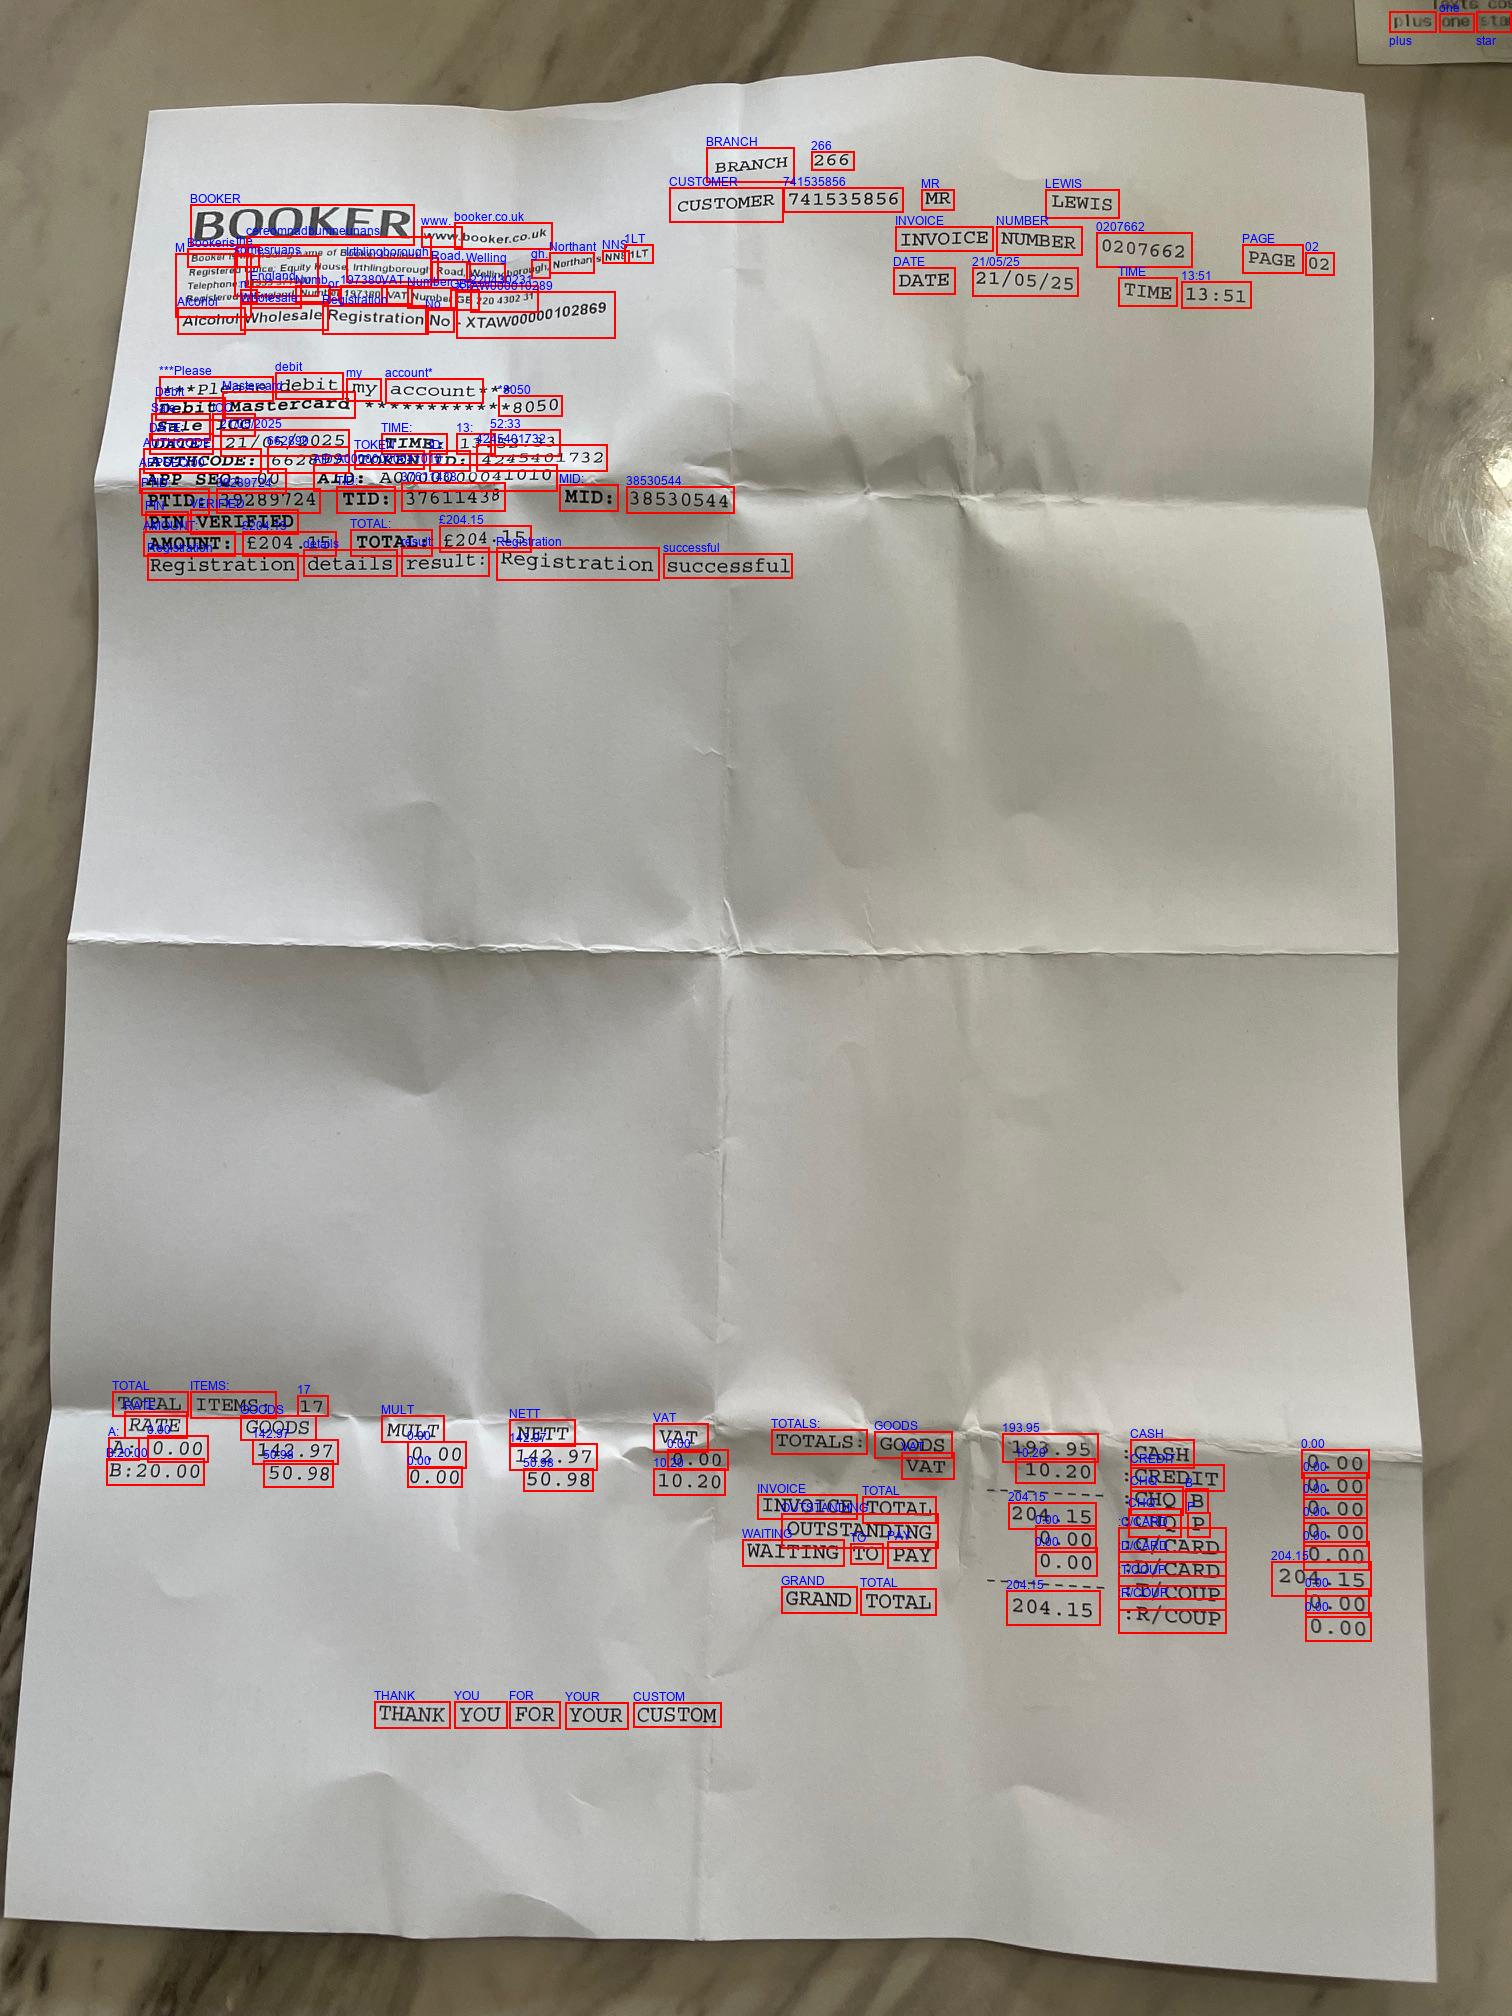 Texts cos
plus one sta
BRANCH 266
CUSTOMER 741535856 MR LEWIS
BOOKER www.booker.co.uk
INVOICE NUMBER 0207662 PAGE 02
DATE 21/05/25 TIME 13:51
Registered Office: Equity House, Irthlingborough Road, Wellingborough, Northants NN8 1LT
Registered England Number 197380 VAT Number GB 220 4302 31
Alcohol Wholesale Registration No - XTAW00000102869
***Please debit my account***
Debit Mastercard ************8050
Sale ICC
DATE: 21/05/2025 TIME: 13:52:33
AUTHCODE: 662899 TOKEN ID: 4245401732
APP SEQ: 00 AID: A0000000041010
PTID: 39289724 TID: 37611438 MID: 38530544
PIN VERIFIED
AMOUNT: £204.15 TOTAL: £204.15
Registration details result: Registration successful
TOTAL ITEMS: 17
RATE GOODS MULT NETT VAT
A: 0.00 142.97 0.00 142.97 0.00
B:20.00 50.98 0.00 50.98 10.20
TOTALS: GOODS 193.95 :CASH 0.00
VAT 10.20 :CREDIT 0.00
---------- :CHQ B 0.00
INVOICE TOTAL 204.15 :CHQ P 0.00
OUTSTANDING 0.00 :C/CARD 0.00
WAITING TO PAY 0.00 :D/CARD 204.15
---------- :T/COUP 0.00
GRAND TOTAL 204.15 :R/COUP 0.00
THANK YOU FOR YOUR CUSTOM